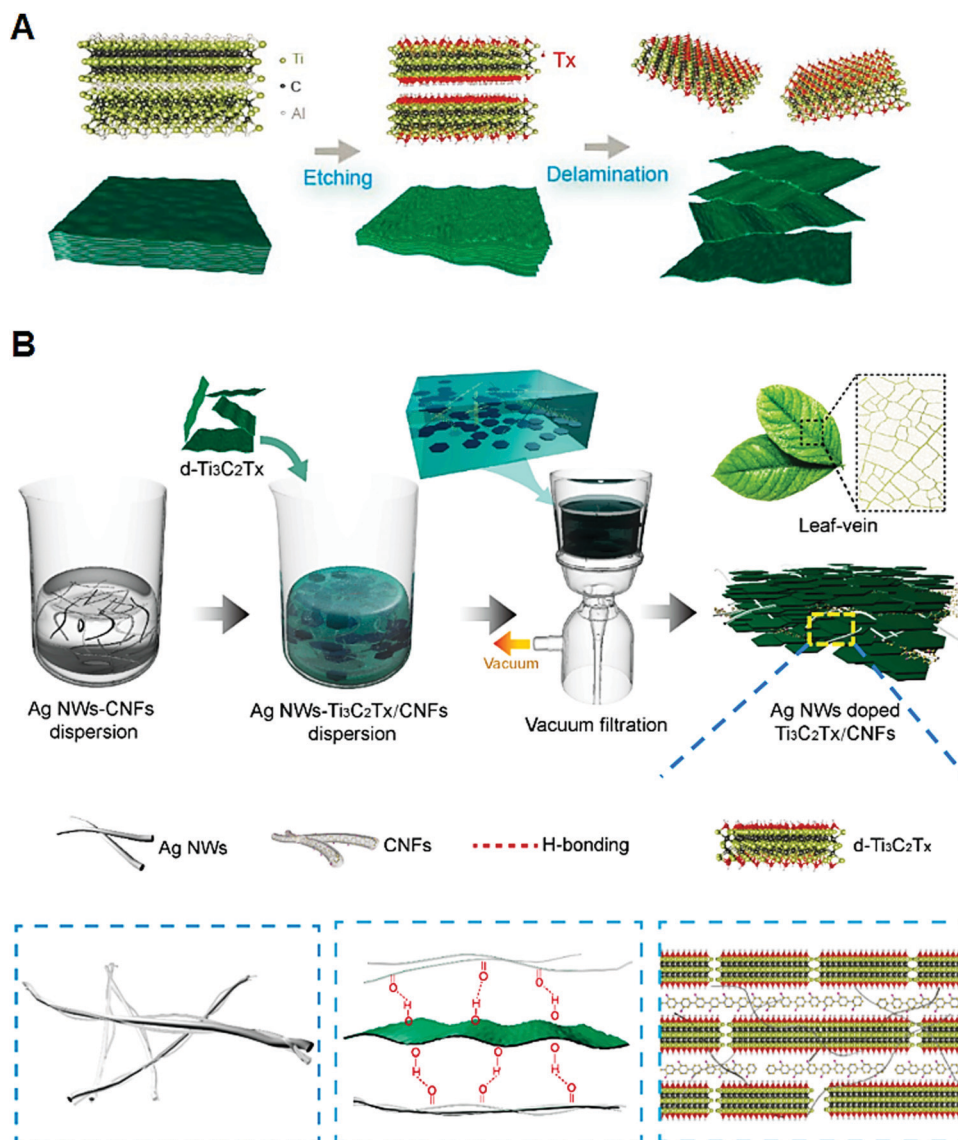 A
Ti
C
Al
Tx
Etching
Delamination
B
d-Ti3C2Tx
Leaf-vein
Vacuum
Ag NWs-CNFs
dispersion
Ag NWs-Ti3C2Tx/CNFs
dispersion
Vacuum filtration
Ag NWs doped
Ti3C2Tx/CNFs
Ag NWs
CNFs
H-bonding
d-Ti3C2Tx
O
O
O
H
H
H
O
O
O
O
O
O
H
H
H
O
O
O